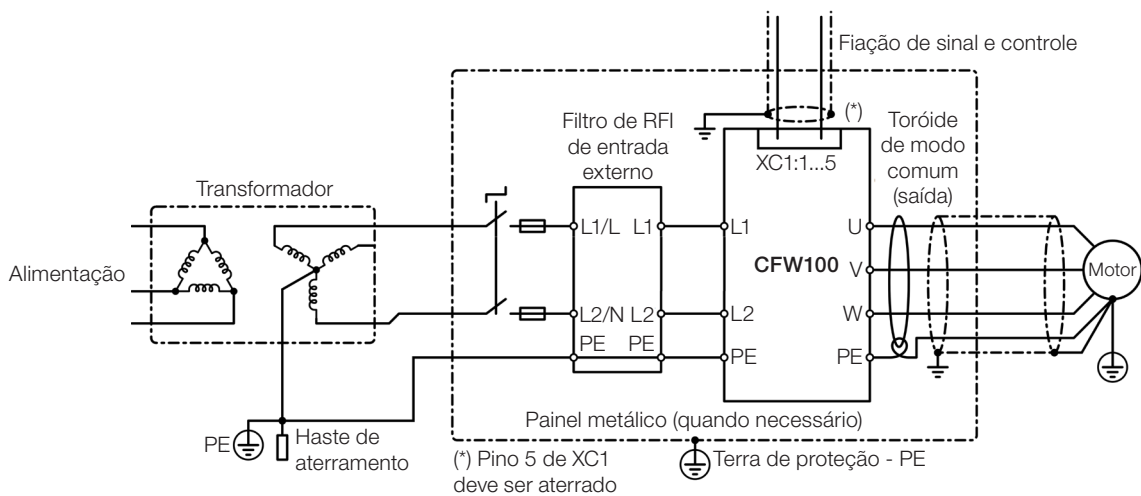 Fiação de sinal e controle
(*)
Filtro de RFI
de entrada
externo
Toróide
de modo
comum
(saída)
XC1:1...5
Transformador
Alimentação
L1/L L1
L1
U
CFW100
V
Motor
L2/N L2
L2
W
PE PE
PE
PE
Painel metálico (quando necessário)
PE
Haste de
aterramento
(*) Pino 5 de XC1
deve ser aterrado
Terra de proteção - PE